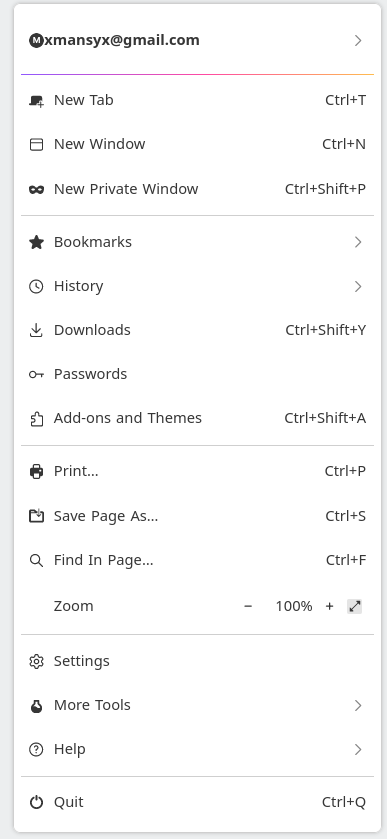 xmansyx@gmail.com
New Tab Ctrl+T
New Window Ctrl+N
New Private Window Ctrl+Shift+P
Bookmarks
History
Downloads Ctrl+Shift+Y
Passwords
Add-ons and Themes Ctrl+Shift+A
Print... Ctrl+P
Save Page As... Ctrl+S
Find In Page... Ctrl+F
Zoom − 100% +
Settings
More Tools
Help
Quit Ctrl+Q